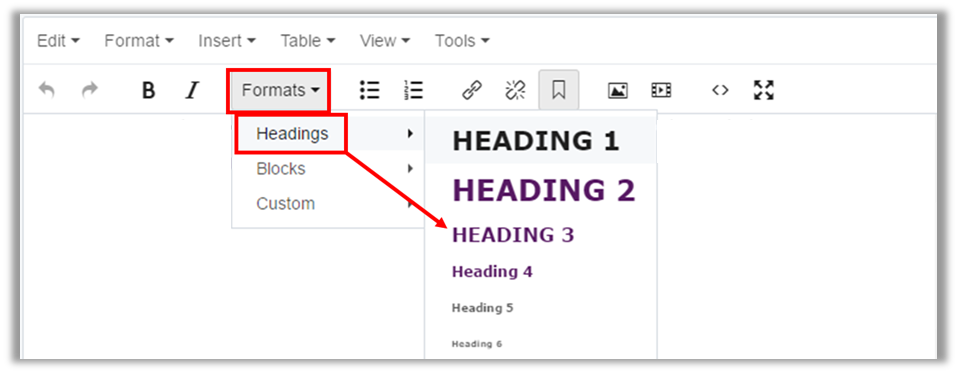 Edit Format Insert Table View Tools
B I Formats
Headings
Blocks
Custom
HEADING 1
HEADING 2
HEADING 3
Heading 4
Heading 5
Heading 6